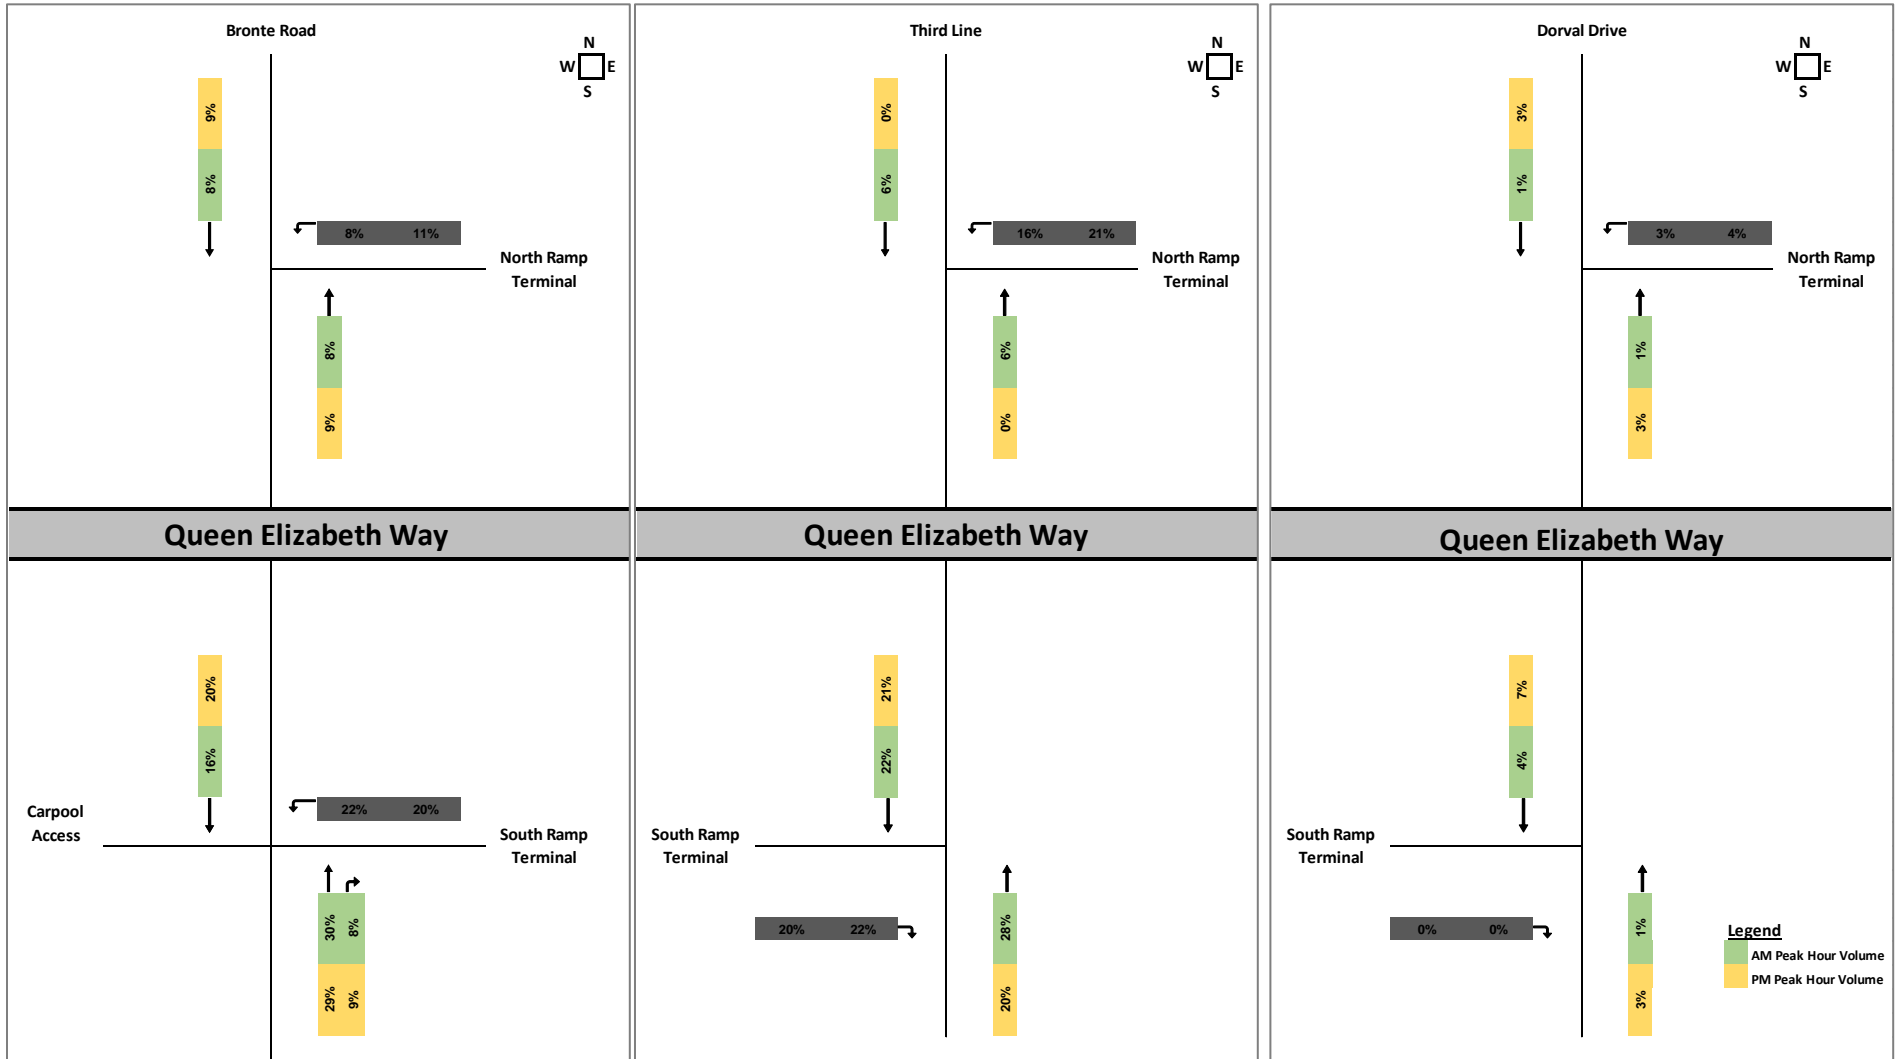 Bronte Road
N
W E
S
9%
8%
8% 11%
North Ramp
Terminal
8%
9%
Third Line
N
W E
S
0%
6%
16% 21%
North Ramp
Terminal
6%
0%
Dorval Drive
N
W E
S
3%
1%
3% 4%
North Ramp
Terminal
1%
3%
Queen Elizabeth Way
Queen Elizabeth Way
Queen Elizabeth Way
20%
16%
Carpool
Access
22% 20%
South Ramp
Terminal
30% 8%
29% 9%
21%
22%
South Ramp
Terminal
20% 22%
28%
20%
7%
4%
South Ramp
Terminal
0% 0%
1%
3%
Legend
AM Peak Hour Volume
PM Peak Hour Volume